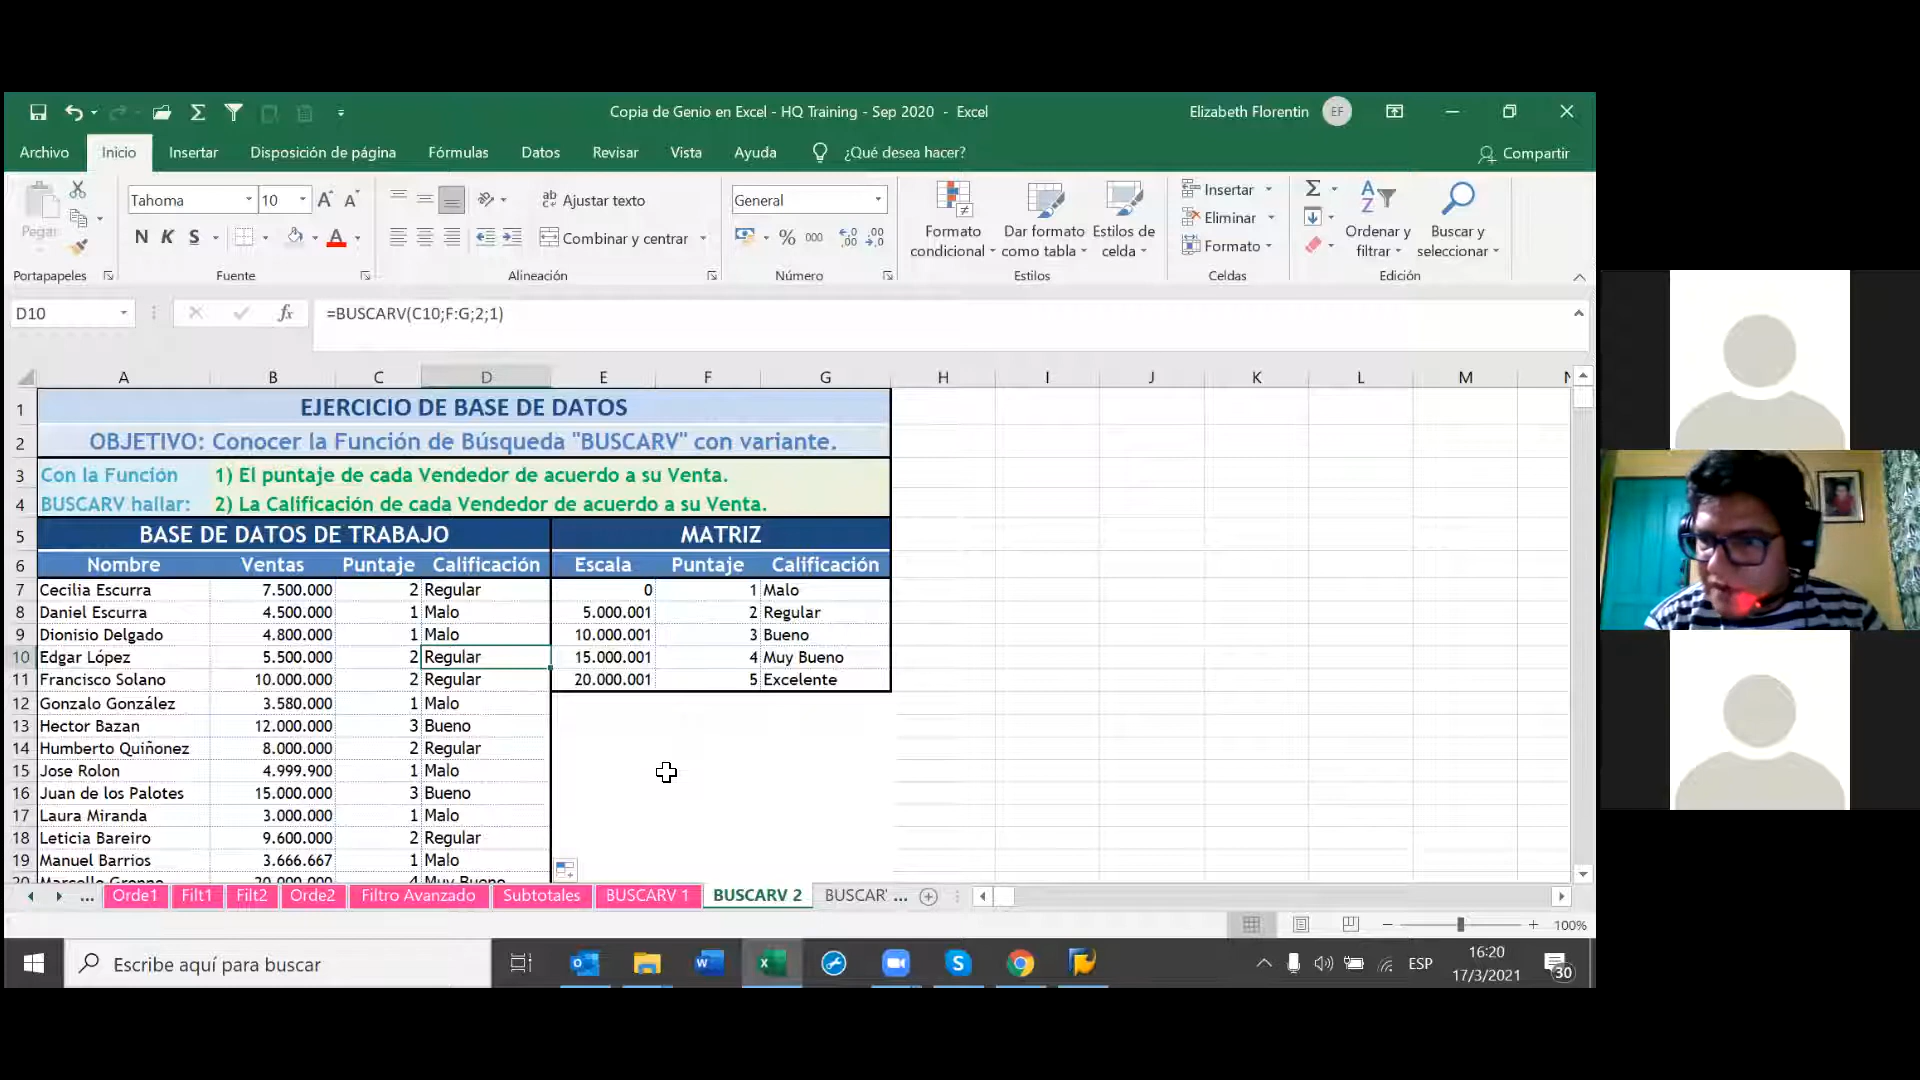 Copia de Genio en Excel - HQ Training - Sep 2020 - Excel
Elizabeth Florentin EF
Archivo Inicio Insertar Disposición de página Fórmulas Datos Revisar Vista Ayuda ¿Qué desea hacer? Compartir
Pegar
Tahoma 10
Ajustar texto
General
Formato condicional
Dar formato como tabla
Estilos de celda
Insertar
Eliminar
Formato
Ordenar y filtrar
Buscar y seleccionar
N K S
Combinar y centrar
% 000
Portapapeles Fuente Alineación Número Estilos Celdas Edición
D10 fx =BUSCARV(C10;F:G;2;1)
A B C D E F G H I J K L M
1 EJERCICIO DE BASE DE DATOS
2 OBJETIVO: Conocer la Función de Búsqueda "BUSCARV" con variante.
3 Con la Función 1) El puntaje de cada Vendedor de acuerdo a su Venta.
4 BUSCARV hallar: 2) La Calificación de cada Vendedor de acuerdo a su Venta.
5 BASE DE DATOS DE TRABAJO MATRIZ
6 Nombre Ventas Puntaje Calificación Escala Puntaje Calificación
7 Cecilia Escurra 7.500.000 2 Regular 0 1 Malo
8 Daniel Escurra 4.500.000 1 Malo 5.000.001 2 Regular
9 Dionisio Delgado 4.800.000 1 Malo 10.000.001 3 Bueno
10 Edgar López 5.500.000 2 Regular 15.000.001 4 Muy Bueno
11 Francisco Solano 10.000.000 2 Regular 20.000.001 5 Excelente
12 Gonzalo González 3.580.000 1 Malo
13 Hector Bazan 12.000.000 3 Bueno
14 Humberto Quiñonez 8.000.000 2 Regular
15 Jose Rolon 4.999.900 1 Malo
16 Juan de los Palotes 15.000.000 3 Bueno
17 Laura Miranda 3.000.000 1 Malo
18 Leticia Bareiro 9.600.000 2 Regular
19 Manuel Barrios 3.666.667 1 Malo
... Orde1 Filt1 Filt2 Orde2 Filtro Avanzado Subtotales BUSCARV 1 BUSCARV 2 BUSCAR' ...
100%
Escribe aquí para buscar
ESP
16:20
17/3/2021
30